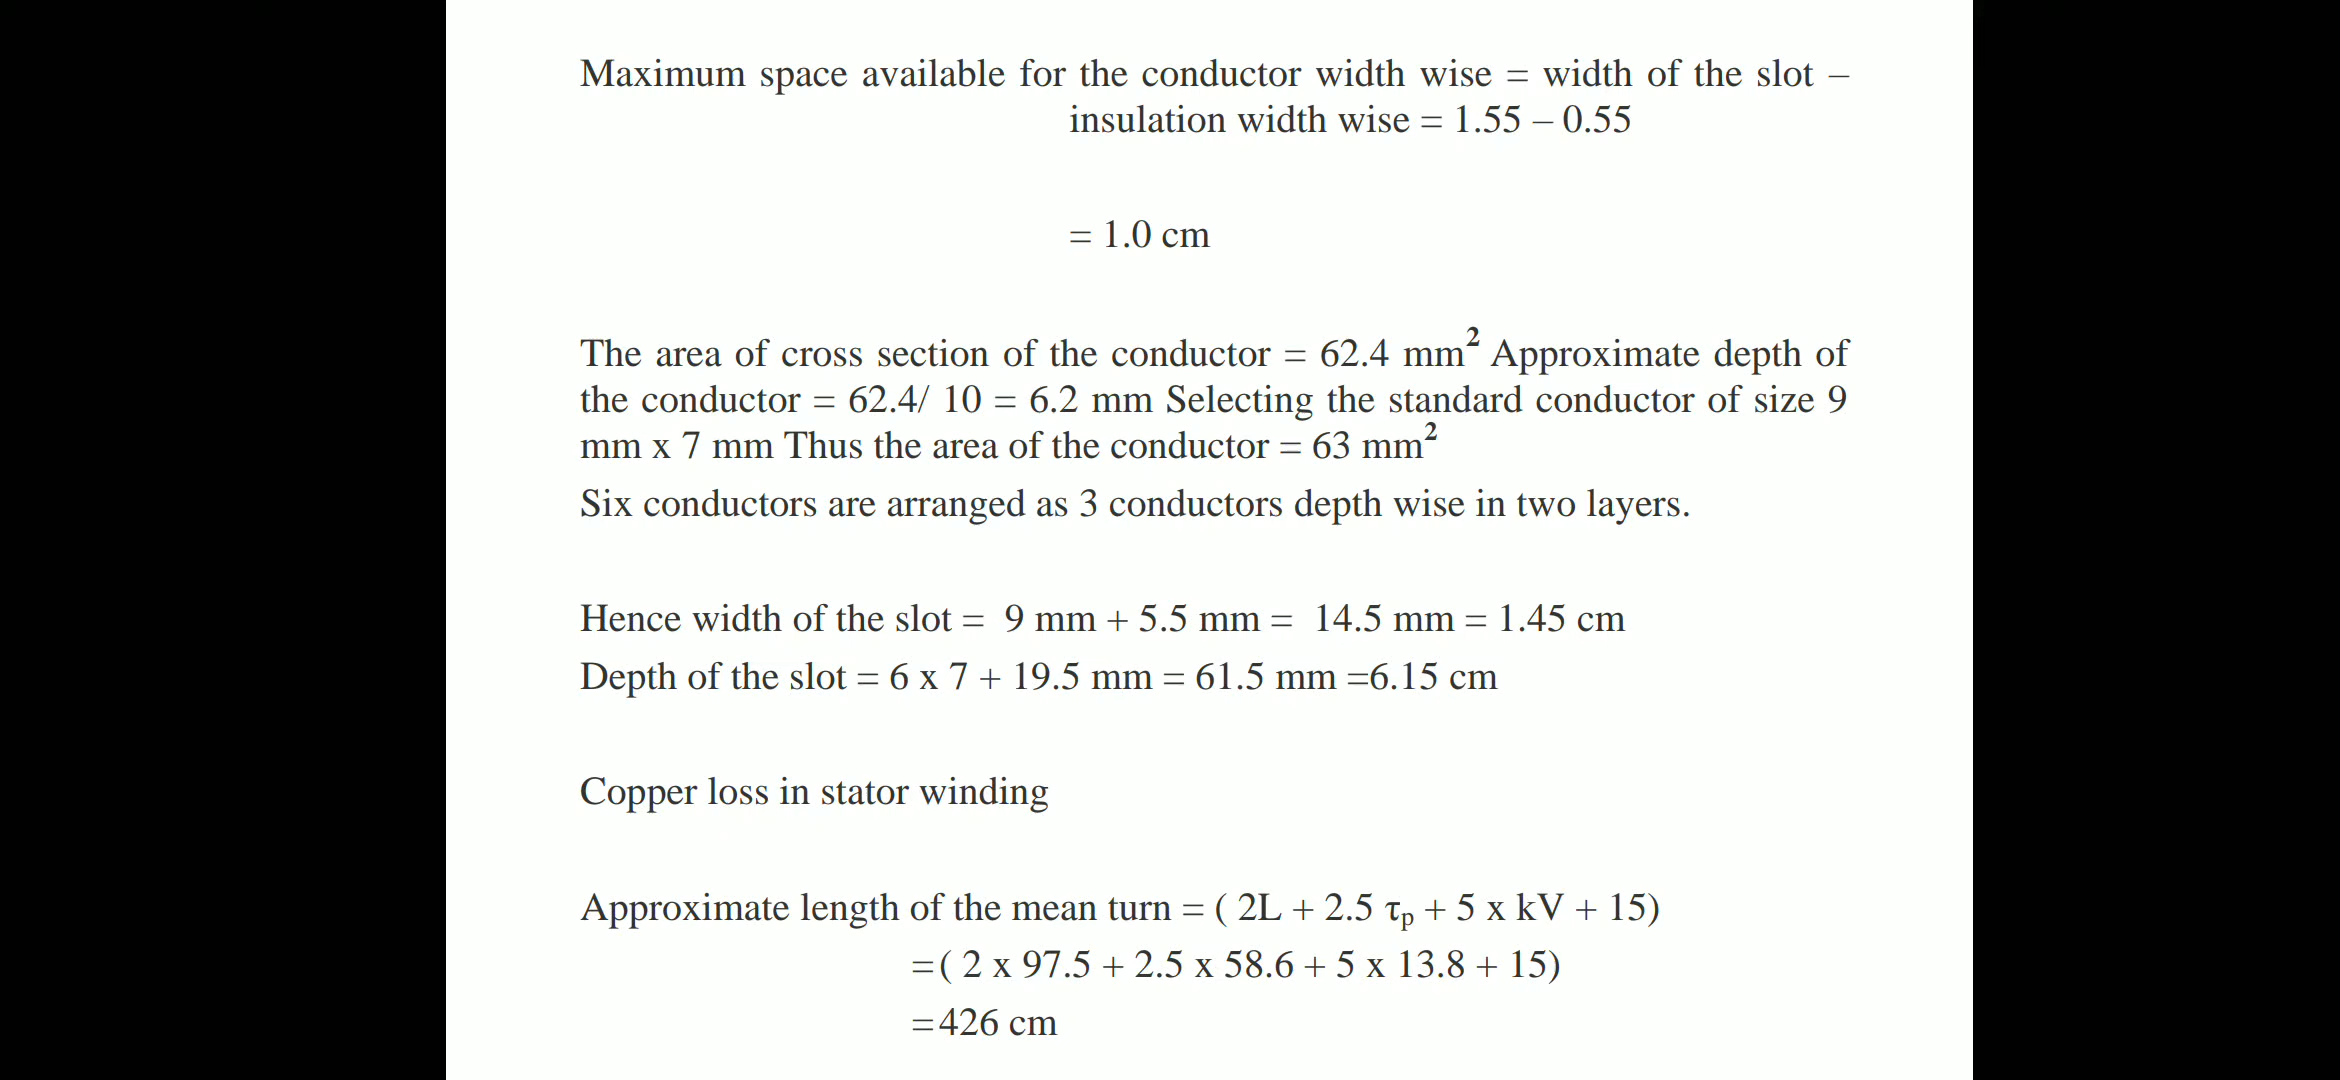 Maximum space available for the conductor width wise = width of the slot –
insulation width wise = 1.55 – 0.55
= 1.0 cm
The area of cross section of the conductor = 62.4 mm² Approximate depth of
the conductor = 62.4/ 10 = 6.2 mm Selecting the standard conductor of size 9
mm x 7 mm Thus the area of the conductor = 63 mm²
Six conductors are arranged as 3 conductors depth wise in two layers.
Hence width of the slot = 9 mm + 5.5 mm = 14.5 mm = 1.45 cm
Depth of the slot = 6 x 7 + 19.5 mm = 61.5 mm =6.15 cm
Copper loss in stator winding
Approximate length of the mean turn = ( 2L + 2.5 τₚ + 5 x kV + 15)
=( 2 x 97.5 + 2.5 x 58.6 + 5 x 13.8 + 15)
=426 cm